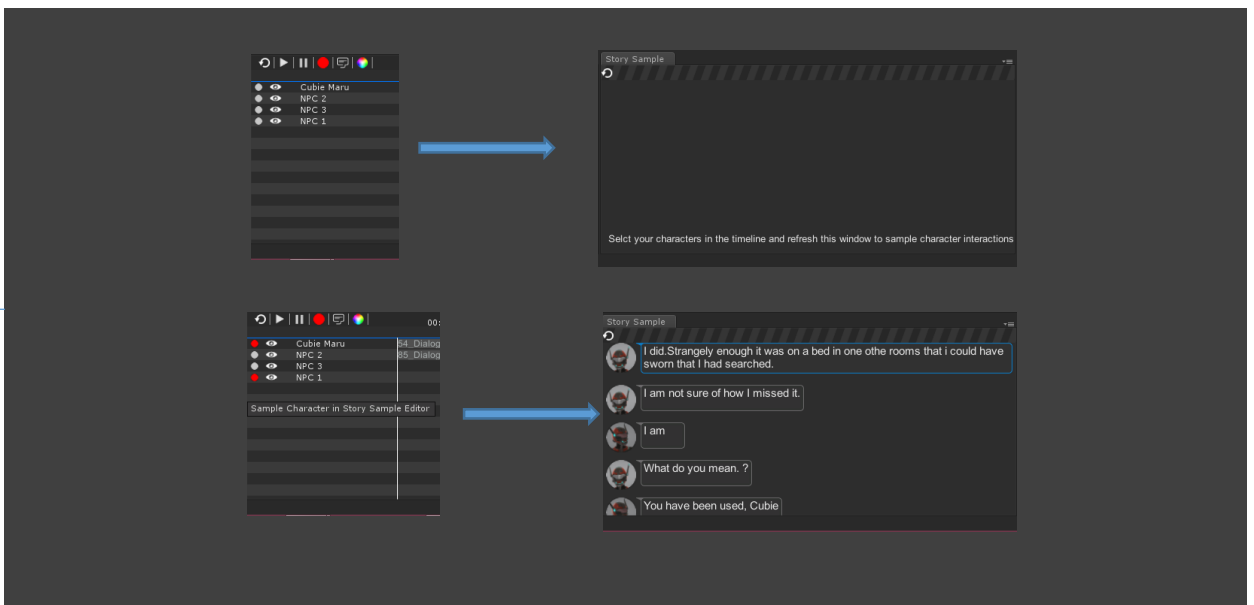 Cubie Maru
NPC 2
NPC 3
NPC 1
Story Sample
Selct your characters in the timeline and refresh this window to sample character interactions
00:
Cubie Maru
54_Dialog
NPC 2
85_Dialog
NPC 3
NPC 1
Sample Character in Story Sample Editor
Story Sample
I did.Strangely enough it was on a bed in one othe rooms that i could have
sworn that I had searched.
I am not sure of how I missed it.
I am
What do you mean. ?
You have been used, Cubie